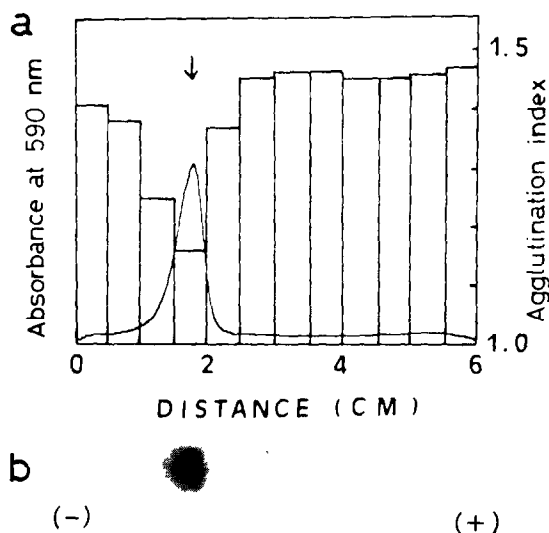 a
Absorbance at 590 nm
Agglutination index
1.5
1.0
0 2 4 6
DISTANCE (CM)
b
(-) (+)